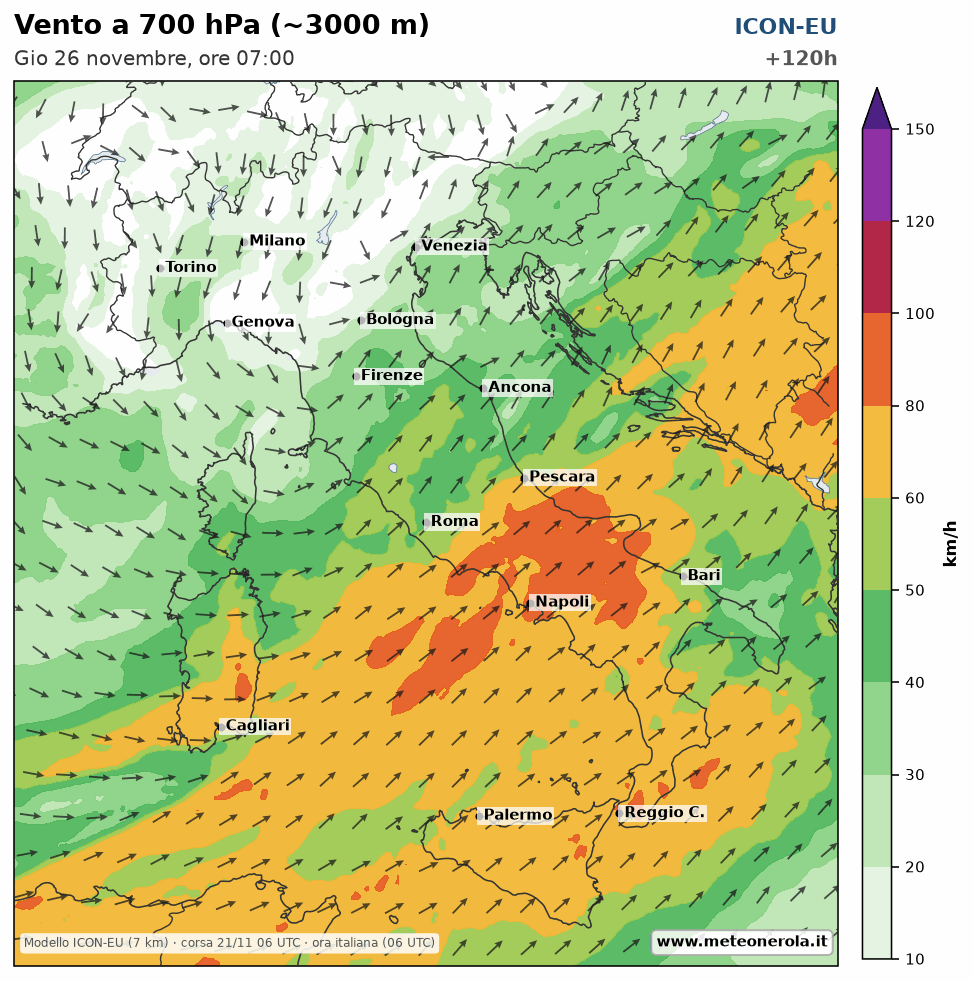 Vento a 700 hPa (~3000 m)
ICON-EU
Gio 26 novembre, ore 07:00
+120h
150
120
100
80
60
50
40
30
20
10
km/h
Milano
Venezia
Torino
Genova
Bologna
Firenze
Ancona
Pescara
Roma
Bari
Napoli
Cagliari
Palermo
Reggio C.
Modello ICON-EU (7 km) · corsa 21/11 06 UTC · ora italiana (06 UTC)
www.meteonerola.it